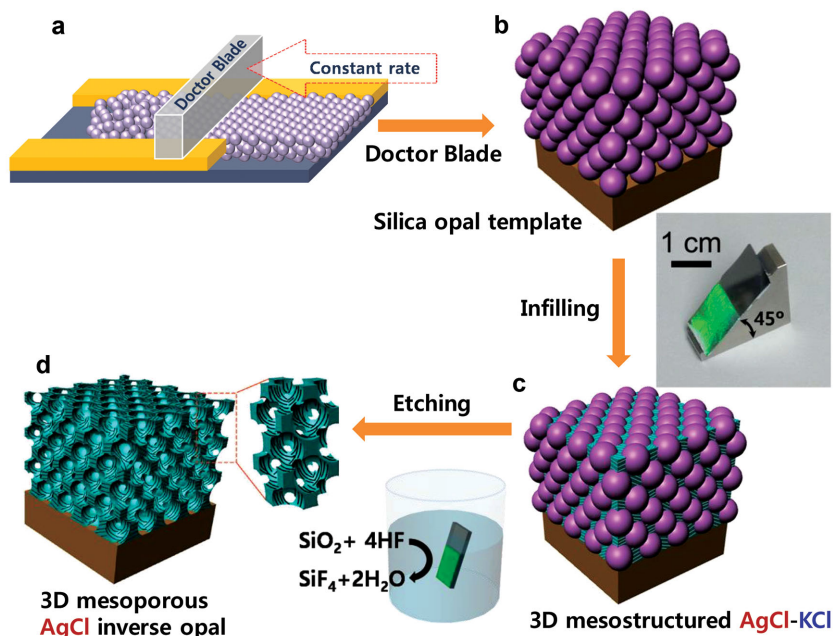 a
Doctor Blade
Constant rate
Doctor Blade
b
Silica opal template
1 cm
45°
Infilling
c
3D mesostructured AgCl-KCl
Etching
SiO₂+ 4HF
SiF₄+2H₂O
d
3D mesoporous
AgCl inverse opal